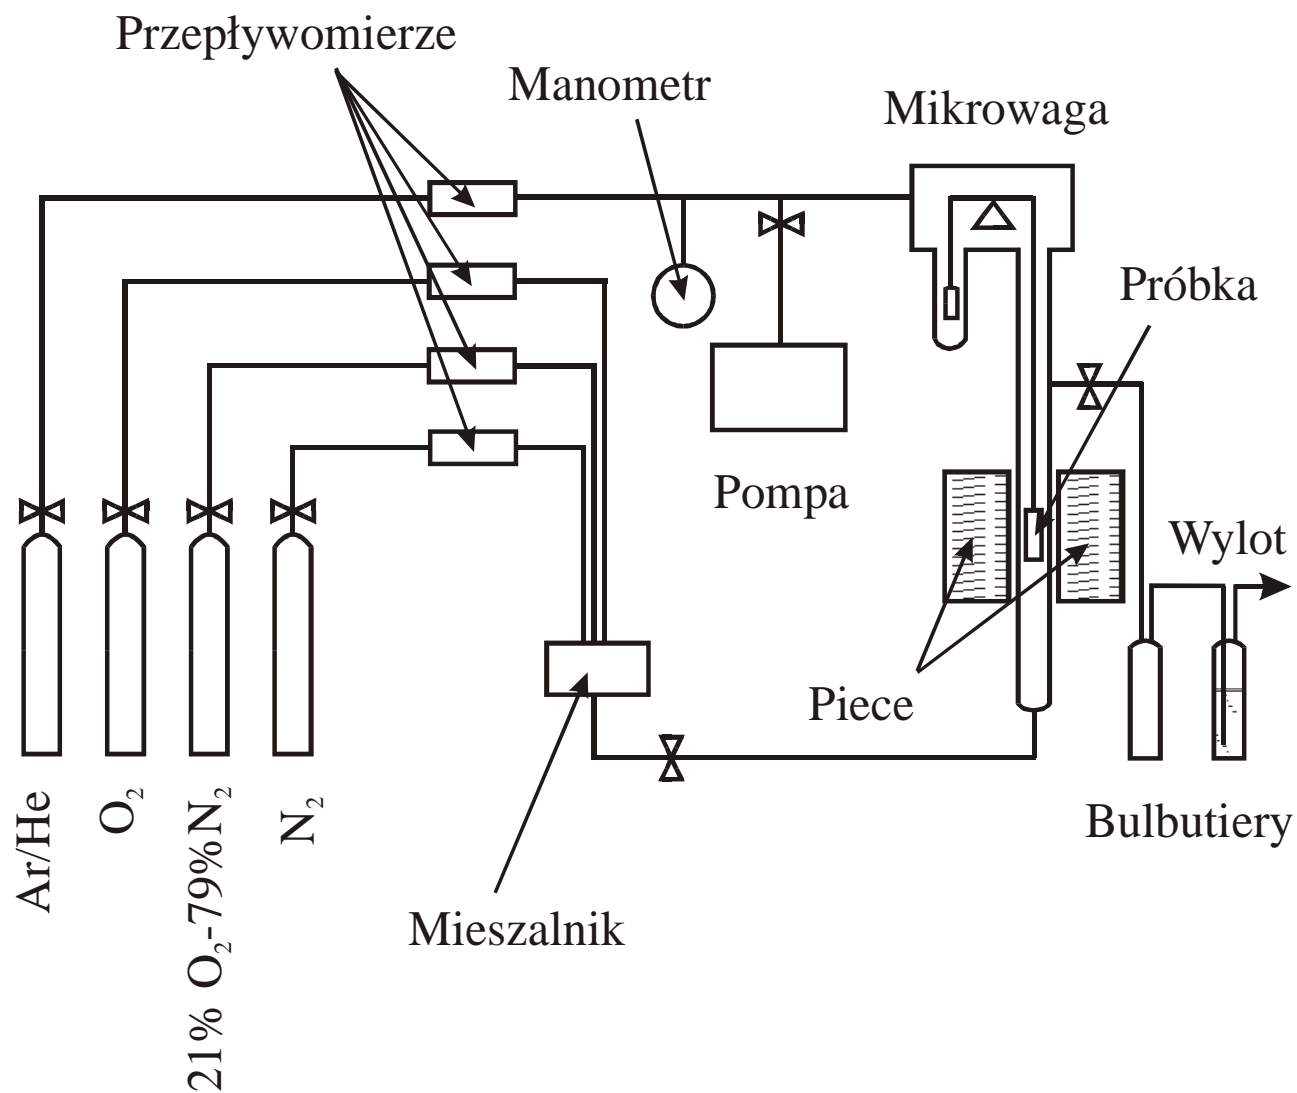 Przepływomierze
Manometr
Mikrowaga
Próbka
Pompa
Wylot
Piece
Ar/He
O₂
21% O₂-79%N₂
N₂
Bulbutiery
Mieszalnik